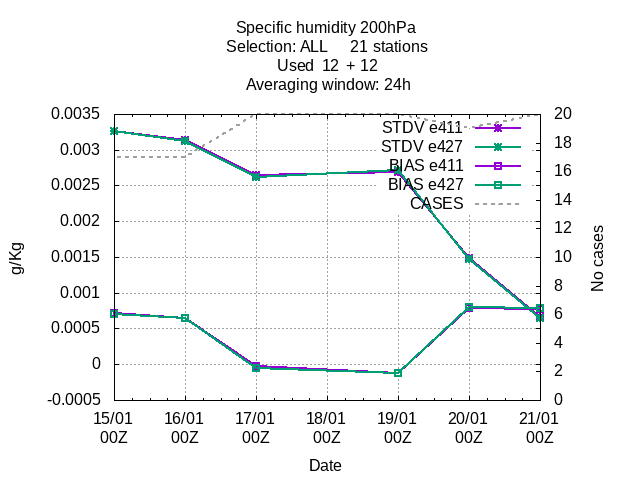 Specific humidity 200hPa
Selection: ALL 21 stations
Used 12 + 12
Averaging window: 24h
0.0035
0.003
0.0025
0.002
0.0015
0.001
0.0005
0
-0.0005
g/Kg
STDV e411
STDV e427
BIAS e411
BIAS e427
CASES
20
18
16
14
12
10
8
6
4
2
0
No cases
15/01 16/01 17/01 18/01 19/01 20/01 21/01
00Z 00Z 00Z 00Z 00Z 00Z 00Z
Date